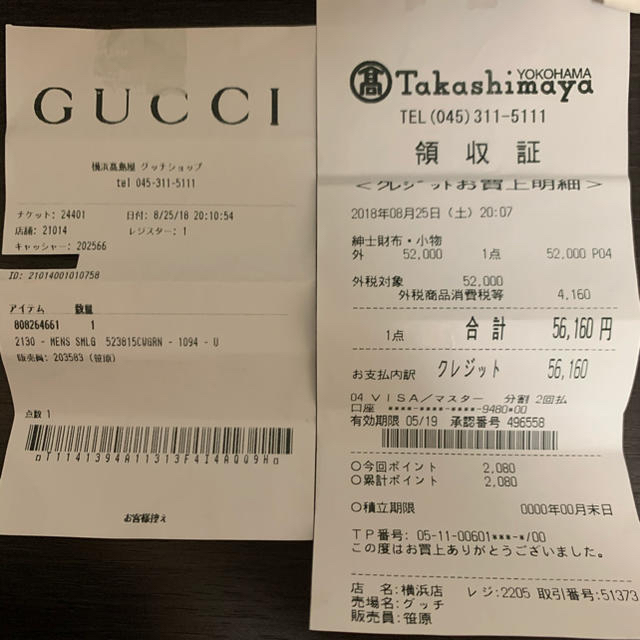 GUCCI
横浜髙島屋 グッチショップ
tel 045-311-5111
チケット: 24401 日付: 8/25/18 20:10:54
店舗: 21014 レジスター: 1
キャッシャー: 202566
ID: 21014001010758
アイテム 数量
808264661 1
2130 - MENS SMLG 523815CWGRN - 1094 - U
販売員: 203583 (笹原)
点数 1
お客様控え
髙 Takashimaya YOKOHAMA
TEL(045)311-5111
領収証
<クレジットお買上明細>
2018年08月25日(土) 20:07
紳士財布・小物
外 52,000 1点 52,000 P04
外税対象 52,000
外税商品消費税等 4,160
1点 合計 56,160円
お支払内訳 クレジット 56,160
04 VISA/マスター 分割 2回払
口座 ****-****-****-9480*00
有効期限 05/19 承認番号 496558
○今回ポイント 2,080
○累計ポイント 2,080
○積立期限 0000年00月末日
TP番号: 05-11-00601***-*/00
この度はお買上ありがとうございました。
店 名:横浜店 レジ:2205 取引番号:51373
売場名:グッチ
販売員:笹原